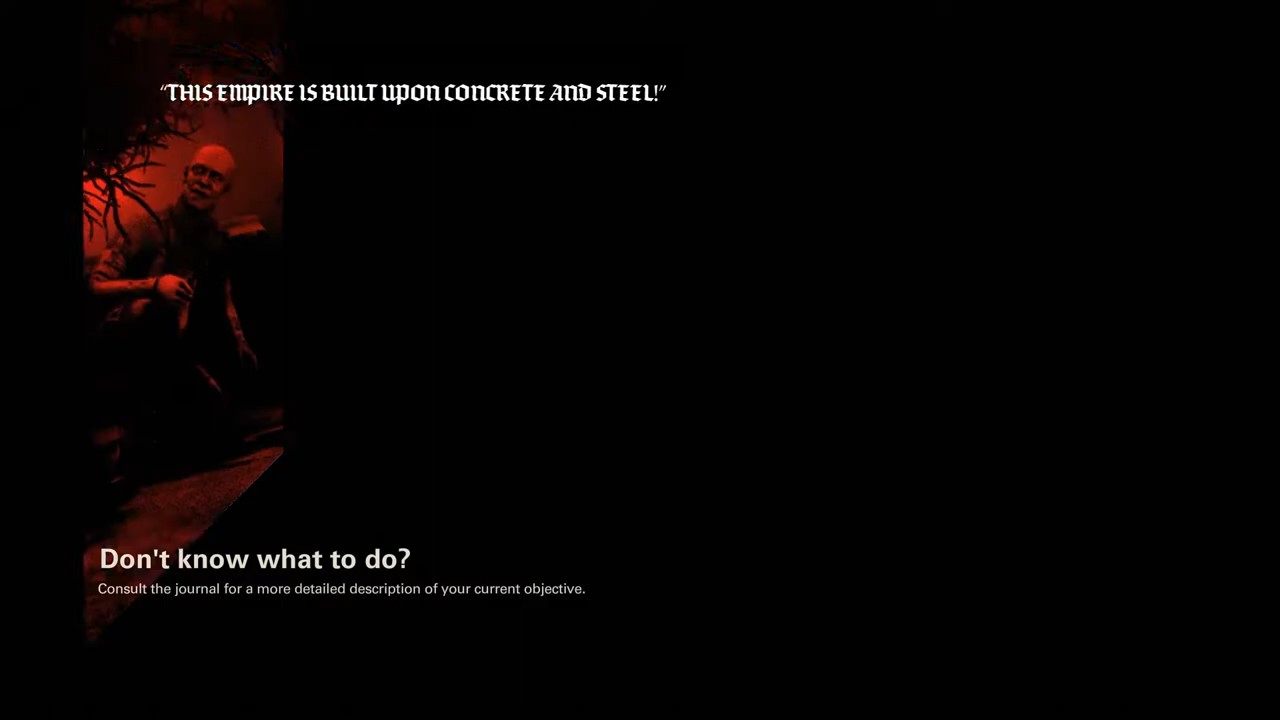 “THIS EMPIRE IS BUILT UPON CONCRETE AND STEEL!”
Don't know what to do?
Consult the journal for a more detailed description of your current objective.